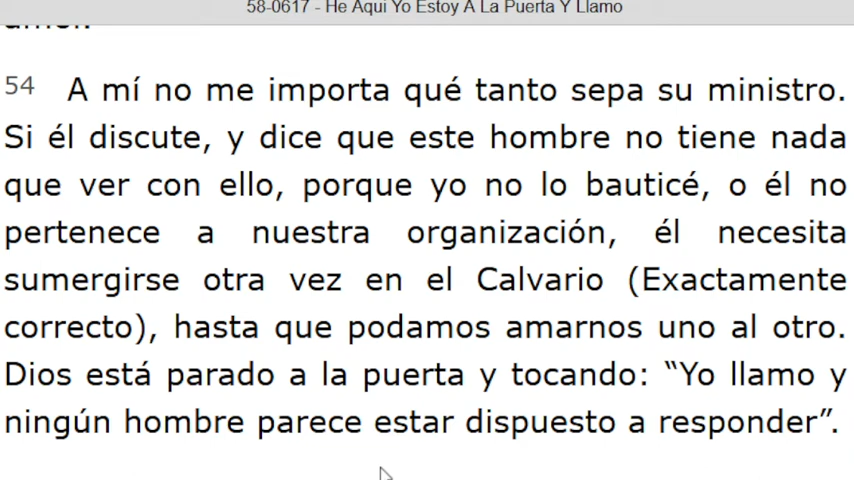 58-0617 - He Aqui Yo Estoy A La Puerta Y Llamo
amor.
54 A mí no me importa qué tanto sepa su ministro.
Si él discute, y dice que este hombre no tiene nada
que ver con ello, porque yo no lo bauticé, o él no
pertenece a nuestra organización, él necesita
sumergirse otra vez en el Calvario (Exactamente
correcto), hasta que podamos amarnos uno al otro.
Dios está parado a la puerta y tocando: “Yo llamo y
ningún hombre parece estar dispuesto a responder”.